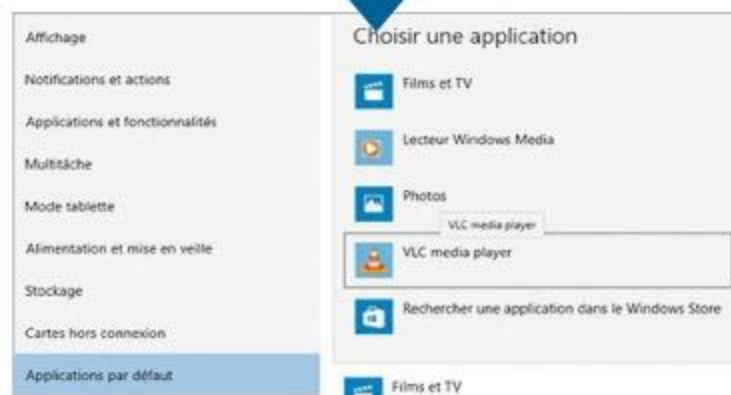 Affichage
Notifications et actions
Applications et fonctionnalités
Multitâche
Mode tablette
Alimentation et mise en veille
Stockage
Cartes hors connexion
Applications par défaut
Choisir une application
Films et TV
Lecteur Windows Media
Photos
VLC media player
VLC media player
Rechercher une application dans le Windows Store
Films et TV